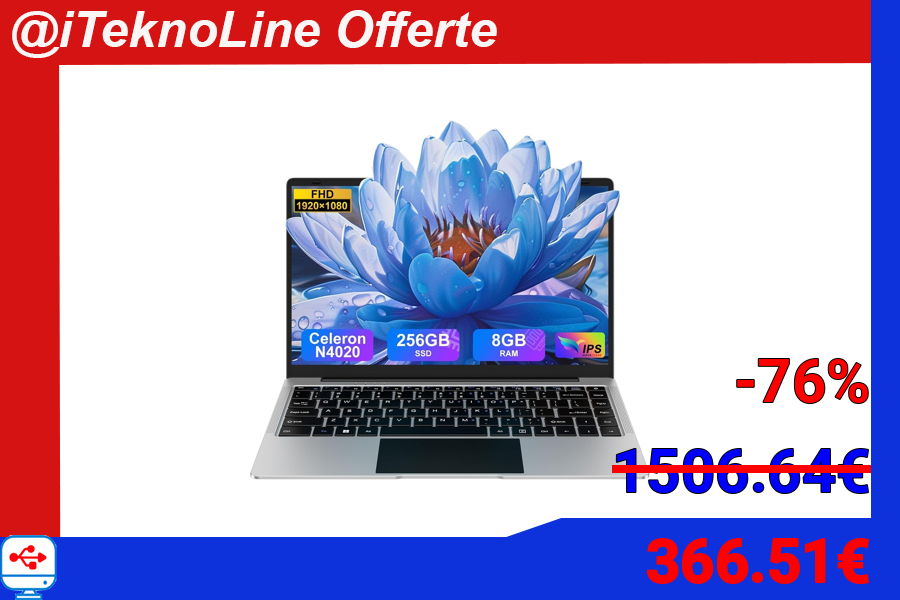 @iTeknoLine Offerte
FHD
1920×1080
Celeron
N4020
256GB
SSD
8GB
RAM
IPS
-76%
1506.64€
366.51€